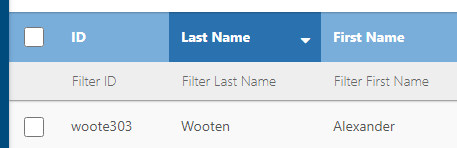 ID Last Name First Name
Filter ID Filter Last Name Filter First Name
woote303 Wooten Alexander